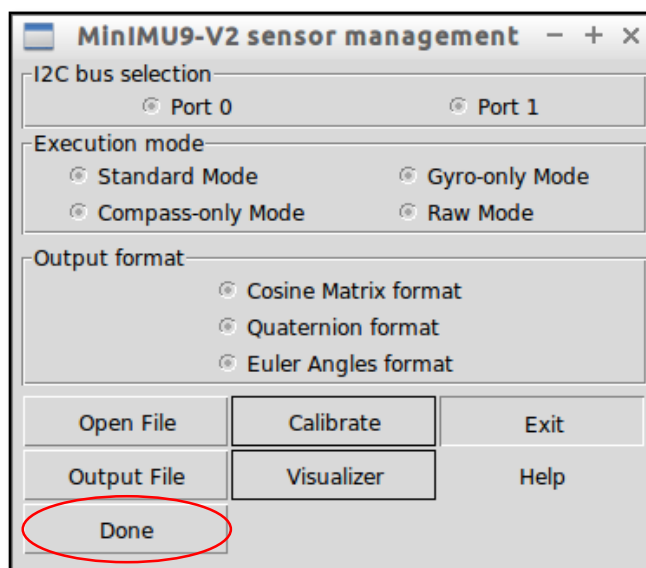 MinIMU9-V2 sensor management
I2C bus selection
Port 0 Port 1
Execution mode
Standard Mode Gyro-only Mode
Compass-only Mode Raw Mode
Output format
Cosine Matrix format
Quaternion format
Euler Angles format
Open File Calibrate Exit
Output File Visualizer Help
Done